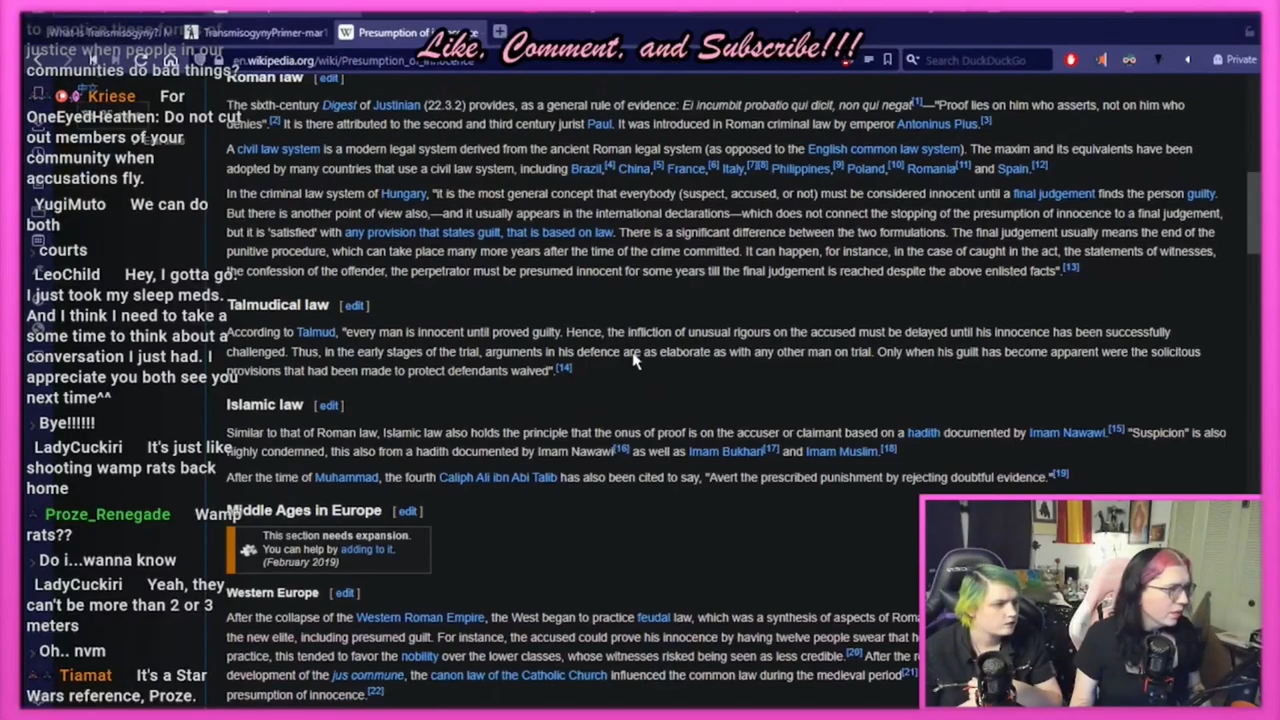 Transmisogyny?
TransmisogynyPrimer-mar1
Presumption of
Like, Comment, and Subscribe!!!
en.wikipedia.org/wiki/Presumption_of_innocence
Search DuckDuckGo
Private
to practice these forms of
justice when people in our
communities do bad things?
Kriese For
OneEyedHeathen: Do not cut
out members of your
community when
accusations fly.
YugiMuto We can do
both
courts
LeoChild Hey, I gotta go.
I just took my sleep meds.
And I think I need to take a
some time to think about a
conversation I just had. I
appreciate you both see you
next time^^
Bye!!!!!!
LadyCuckiri It's just like
shooting wamp rats back
home
Proze_Renegade Wamp
rats??
Do i...wanna know
LadyCuckiri Yeah, they
can't be more than 2 or 3
meters
Oh.. nvm
Tiamat It's a Star
Wars reference, Proze.
Roman law [ edit ]
The sixth-century Digest of Justinian (22.3.2) provides, as a general rule of evidence: Ei incumbit probatio qui dicit, non qui negat[1]—"Proof lies on him who asserts, not on him who
denies".[2] It is there attributed to the second and third century jurist Paul. It was introduced in Roman criminal law by emperor Antoninus Pius.[3]
A civil law system is a modern legal system derived from the ancient Roman legal system (as opposed to the English common law system). The maxim and its equivalents have been
adopted by many countries that use a civil law system, including Brazil,[4] China,[5] France,[6] Italy,[7][8] Philippines,[9] Poland,[10] Romania[11] and Spain.[12]
In the criminal law system of Hungary, "it is the most general concept that everybody (suspect, accused, or not) must be considered innocent until a final judgement finds the person guilty.
But there is another point of view also,—and it usually appears in the international declarations—which does not connect the stopping of the presumption of innocence to a final judgement,
but it is 'satisfied' with any provision that states guilt, that is based on law. There is a significant difference between the two formulations. The final judgement usually means the end of the
punitive procedure, which can take place many more years after the time of the crime committed. It can happen, for instance, in the case of caught in the act, the statements of witnesses,
the confession of the offender, the perpetrator must be presumed innocent for some years till the final judgement is reached despite the above enlisted facts".[13]
Talmudical law [ edit ]
According to Talmud, "every man is innocent until proved guilty. Hence, the infliction of unusual rigours on the accused must be delayed until his innocence has been successfully
challenged. Thus, in the early stages of the trial, arguments in his defence are as elaborate as with any other man on trial. Only when his guilt has become apparent were the solicitous
provisions that had been made to protect defendants waived".[14]
Islamic law [ edit ]
Similar to that of Roman law, Islamic law also holds the principle that the onus of proof is on the accuser or claimant based on a hadith documented by Imam Nawawi.[15] "Suspicion" is also
highly condemned, this also from a hadith documented by Imam Nawawi[16] as well as Imam Bukhari[17] and Imam Muslim.[18]
After the time of Muhammad, the fourth Caliph Ali ibn Abi Talib has also been cited to say, "Avert the prescribed punishment by rejecting doubtful evidence."[19]
Middle Ages in Europe [ edit ]
This section needs expansion.
You can help by adding to it.
(February 2019)
Western Europe [ edit ]
After the collapse of the Western Roman Empire, the West began to practice feudal law, which was a synthesis of aspects of Roma
the new elite, including presumed guilt. For instance, the accused could prove his innocence by having twelve people swear that he
practice, this tended to favor the nobility over the lower classes, whose witnesses risked being seen as less credible.[20] After the re
development of the jus commune, the canon law of the Catholic Church influenced the common law during the medieval period[21]
presumption of innocence.[22]